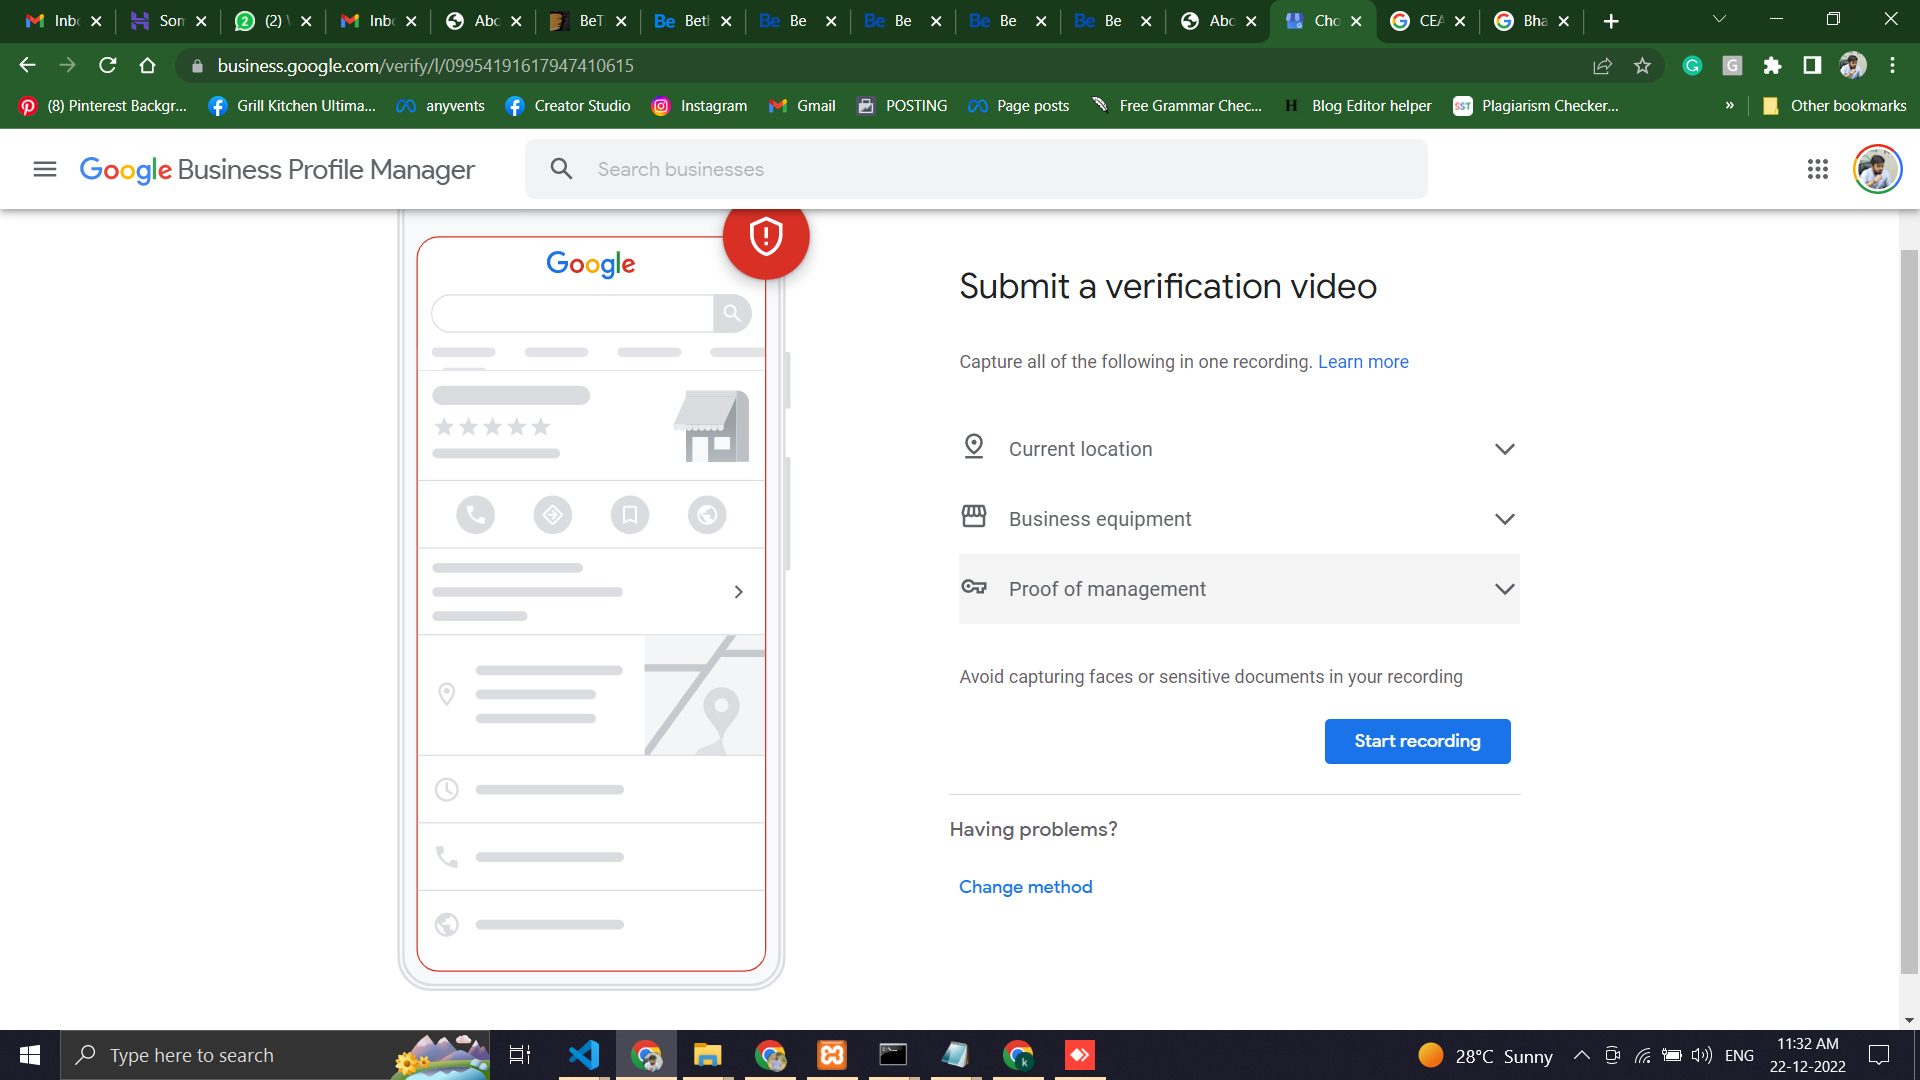 Inbo
Son
(2) \
Inbo
Abo
BeT
Beth
Be
Be
Be
Be
Abo
Cho
CEA
Bha
business.google.com/verify/l/09954191617947410615
(8) Pinterest Backgr...
Grill Kitchen Ultima...
anyvents
Creator Studio
Instagram
Gmail
POSTING
Page posts
Free Grammar Chec...
Blog Editor helper
Plagiarism Checker...
»
Other bookmarks
Google Business Profile Manager
Search businesses
Google
Submit a verification video
Capture all of the following in one recording. Learn more
Current location
Business equipment
Proof of management
Avoid capturing faces or sensitive documents in your recording
Start recording
Having problems?
Change method
Type here to search
28°C Sunny
ENG
11:32 AM
22-12-2022